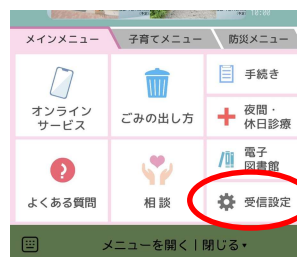 メインメニュー
子育てメニュー
防災メニュー
オンライン
サービス
ごみの出し方
手続き
夜間・
休日診療
よくある質問
相談
電子
図書館
受信設定
メニューを開く|閉じる▾